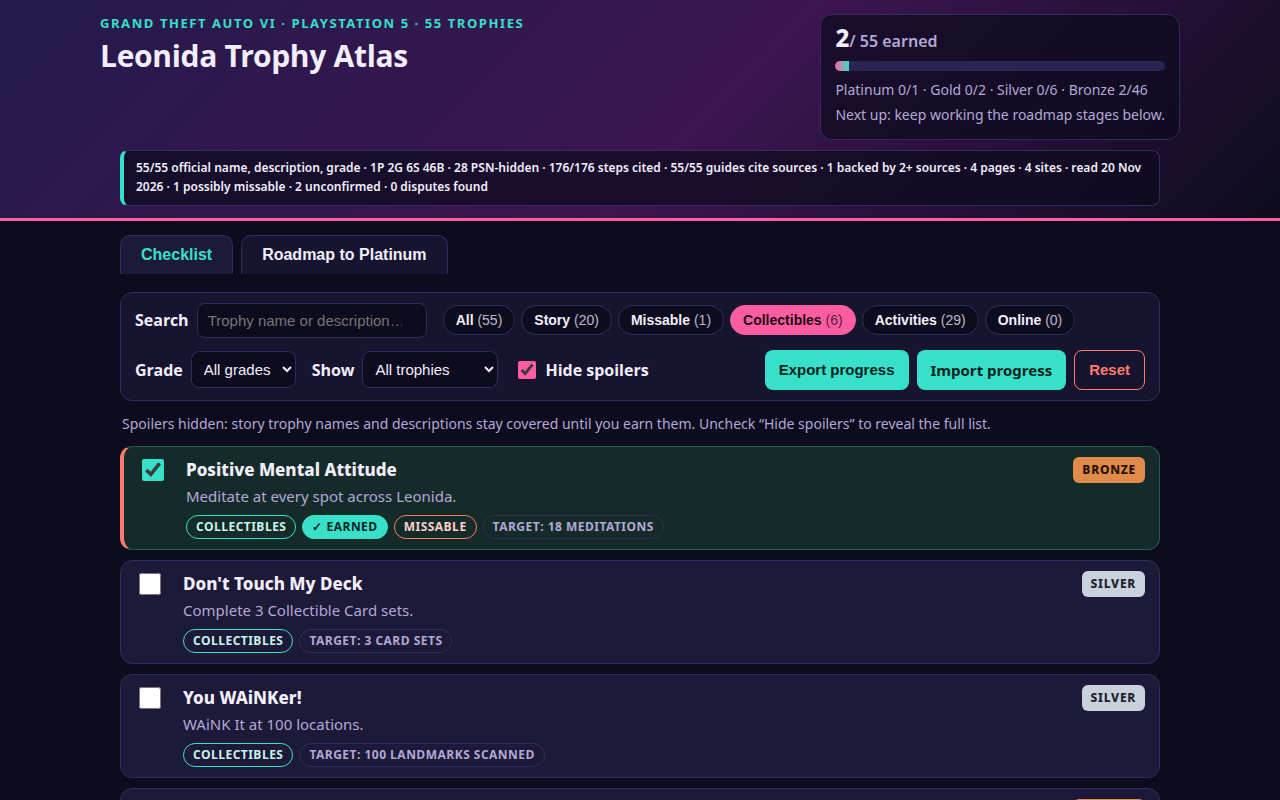 GRAND THEFT AUTO VI · PLAYSTATION 5 · 55 TROPHIES
Leonida Trophy Atlas
2/ 55 earned
Platinum 0/1 · Gold 0/2 · Silver 0/6 · Bronze 2/46
Next up: keep working the roadmap stages below.
55/55 official name, description, grade · 1P 2G 6S 46B · 28 PSN-hidden · 176/176 steps cited · 55/55 guides cite sources · 1 backed by 2+ sources · 4 pages · 4 sites · read 20 Nov
2026 · 1 possibly missable · 2 unconfirmed · 0 disputes found
Checklist
Roadmap to Platinum
Search
Trophy name or description…
All (55)
Story (20)
Missable (1)
Collectibles (6)
Activities (29)
Online (0)
Grade
All grades
Show
All trophies
Hide spoilers
Export progress
Import progress
Reset
Spoilers hidden: story trophy names and descriptions stay covered until you earn them. Uncheck “Hide spoilers” to reveal the full list.
Positive Mental Attitude
BRONZE
Meditate at every spot across Leonida.
COLLECTIBLES
✓ EARNED
MISSABLE
TARGET: 18 MEDITATIONS
Don't Touch My Deck
SILVER
Complete 3 Collectible Card sets.
COLLECTIBLES
TARGET: 3 CARD SETS
You WAiNKer!
SILVER
WAiNK It at 100 locations.
COLLECTIBLES
TARGET: 100 LANDMARKS SCANNED